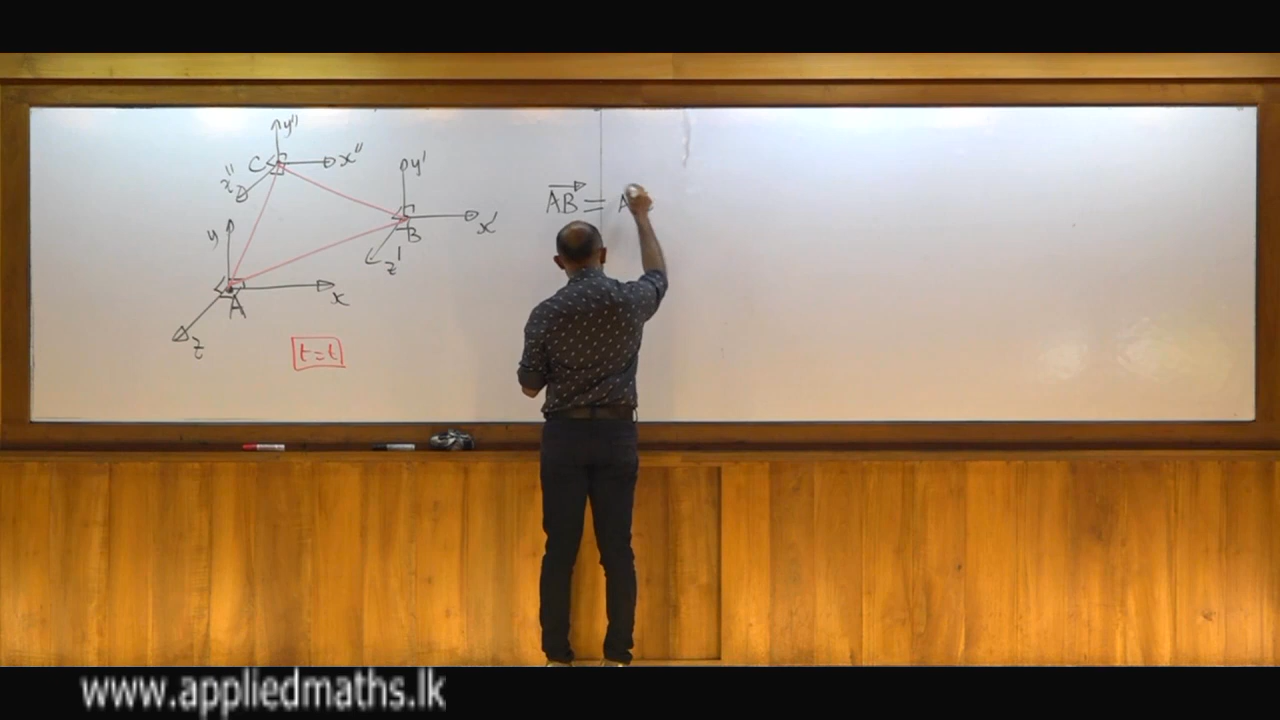 y"
C
x"
z"
y'
x'
B
z'
y
x
A
z
t=t
AB = A
www.appliedmaths.lk